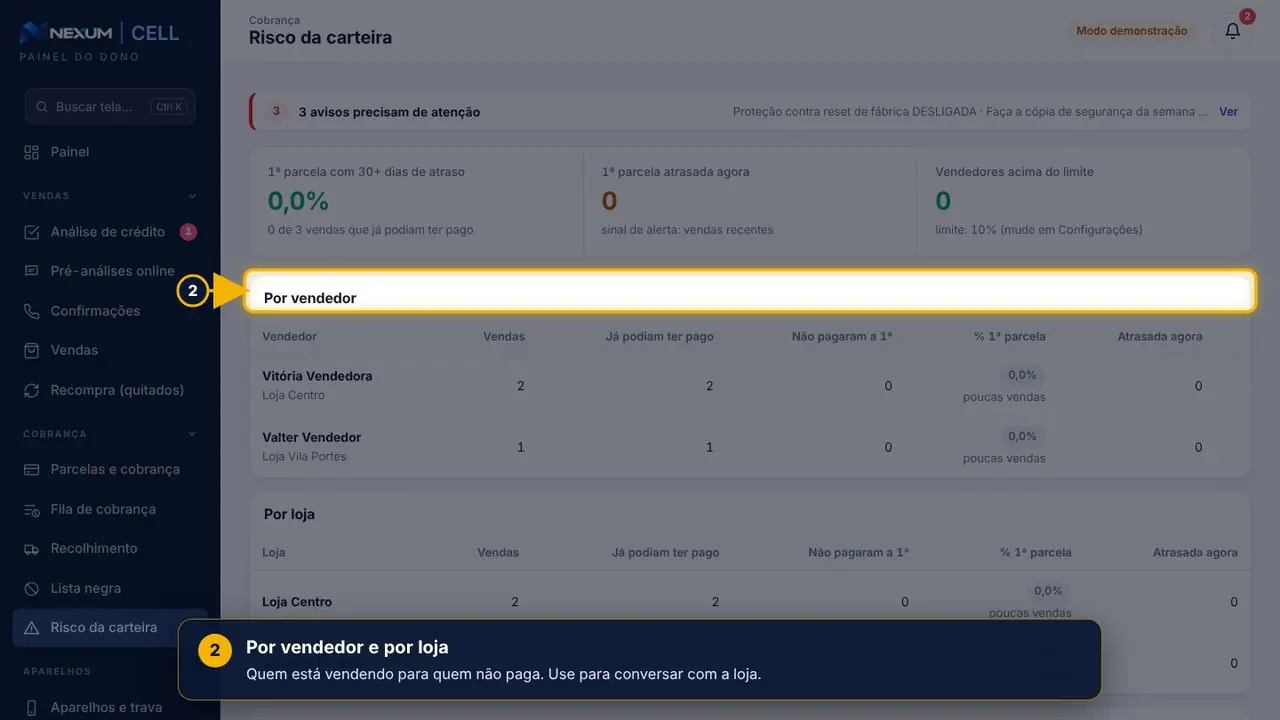 NEXUM | CELL
PAINEL DO DONO
Buscar tela... Ctrl K
Painel
VENDAS
Análise de crédito 1
Pré-análises online
Confirmações
Vendas
Recompra (quitados)
COBRANÇA
Parcelas e cobrança
Fila de cobrança
Recolhimento
Lista negra
Risco da carteira
APARELHOS
Aparelhos e trava
Cobrança
Risco da carteira
Modo demonstração
2
3 3 avisos precisam de atenção
Proteção contra reset de fábrica DESLIGADA · Faça a cópia de segurança da semana ... Ver
1ª parcela com 30+ dias de atraso
0,0%
0 de 3 vendas que já podiam ter pago
1ª parcela atrasada agora
0
sinal de alerta: vendas recentes
Vendedores acima do limite
0
limite: 10% (mude em Configurações)
2
Por vendedor
Vendedor Vendas Já podiam ter pago Não pagaram a 1ª % 1ª parcela Atrasada agora
Vitória Vendedora 2 2 0 0,0% 0
Loja Centro poucas vendas
Valter Vendedor 1 1 0 0,0% 0
Loja Vila Portes poucas vendas
Por loja
Loja Vendas Já podiam ter pago Não pagaram a 1ª % 1ª parcela Atrasada agora
Loja Centro 2 2 0 0,0% 0
poucas vendas
0
2 Por vendedor e por loja
Quem está vendendo para quem não paga. Use para conversar com a loja.